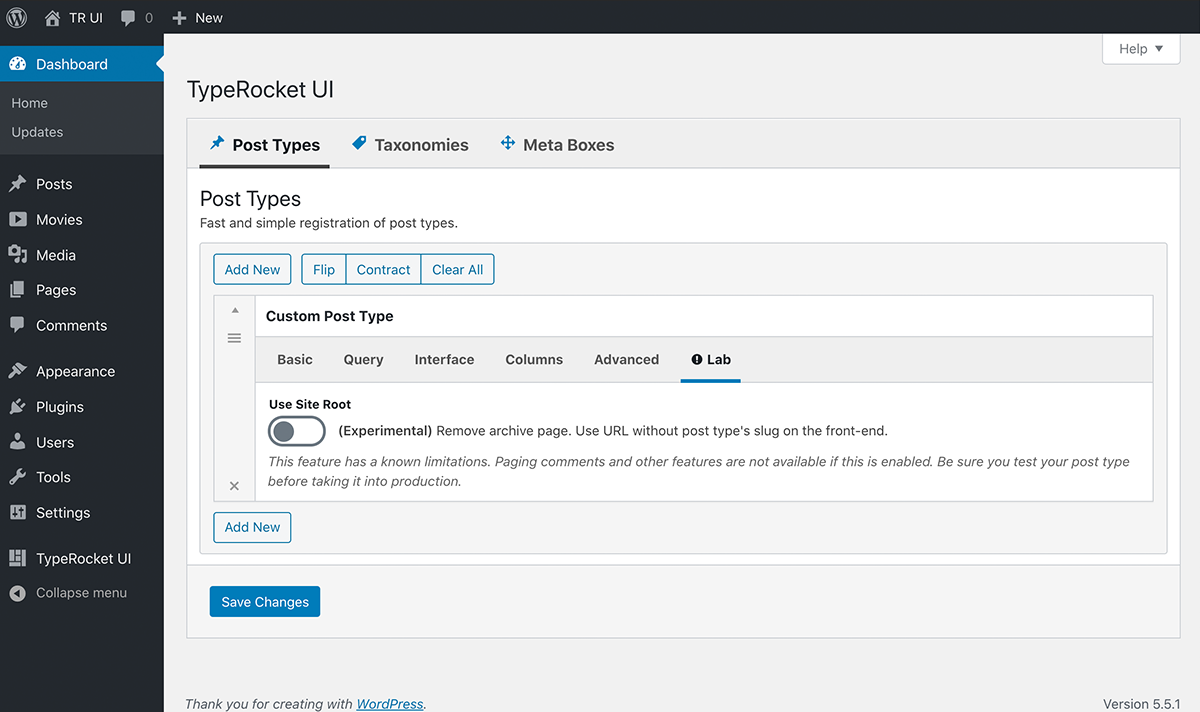 TR UI 0 New
Help
Dashboard
Home
Updates
Posts
Movies
Media
Pages
Comments
Appearance
Plugins
Users
Tools
Settings
TypeRocket UI
Collapse menu
TypeRocket UI
Post Types Taxonomies Meta Boxes
Post Types
Fast and simple registration of post types.
Add New Flip Contract Clear All
Custom Post Type
Basic Query Interface Columns Advanced Lab
Use Site Root
(Experimental) Remove archive page. Use URL without post type's slug on the front-end.
This feature has a known limitations. Paging comments and other features are not available if this is enabled. Be sure you test your post type
before taking it into production.
Add New
Save Changes
Thank you for creating with WordPress. Version 5.5.1